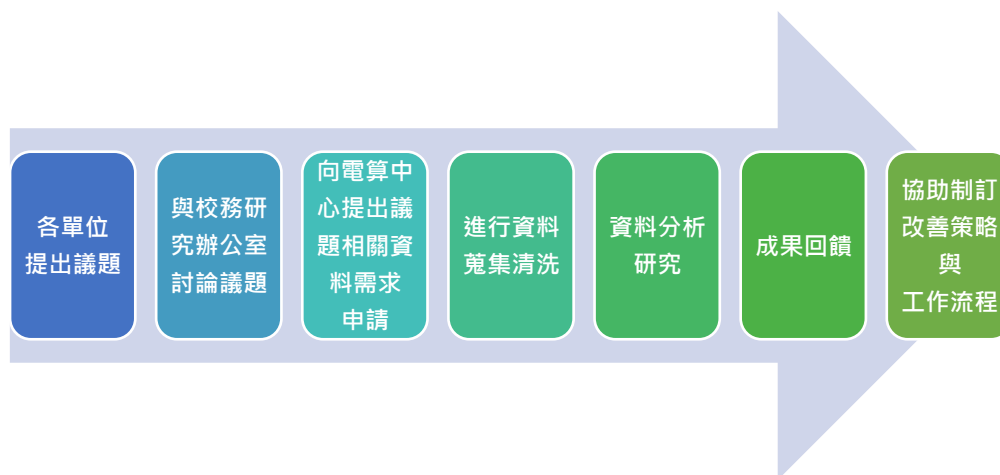 各單位
提出議題
與校務研
究辦公室
討論議題
向電算中
心提出議
題相關資
料需求
申請
進行資料
蒐集清洗
資料分析
研究
成果回饋
協助制訂
改善策略
與
工作流程